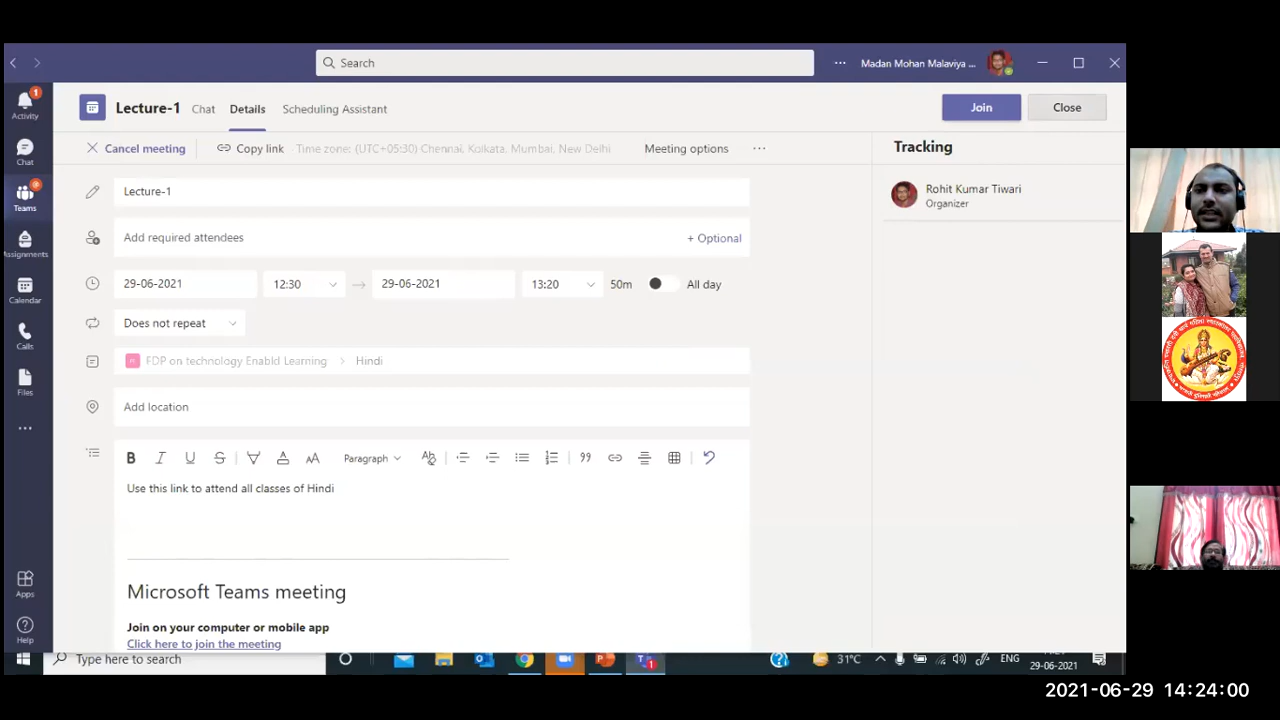 Search
Madan Mohan Malaviya ...
Activity
Chat
Teams
Assignments
Calendar
Calls
Files
Apps
Help
Lecture-1
Chat
Details
Scheduling Assistant
Join
Close
Cancel meeting
Copy link
Time zone: (UTC+05:30) Chennai, Kolkata, Mumbai, New Delhi
Meeting options
Tracking
Rohit Kumar Tiwari
Organizer
Lecture-1
Add required attendees
+ Optional
29-06-2021
12:30
29-06-2021
13:20
50m
All day
Does not repeat
FDP on technology Enabld Learning
Hindi
Add location
Paragraph
Use this link to attend all classes of Hindi
Microsoft Teams meeting
Join on your computer or mobile app
Click here to join the meeting
Type here to search
31°C
ENG
29-06-2021
2021-06-29 14:24:00